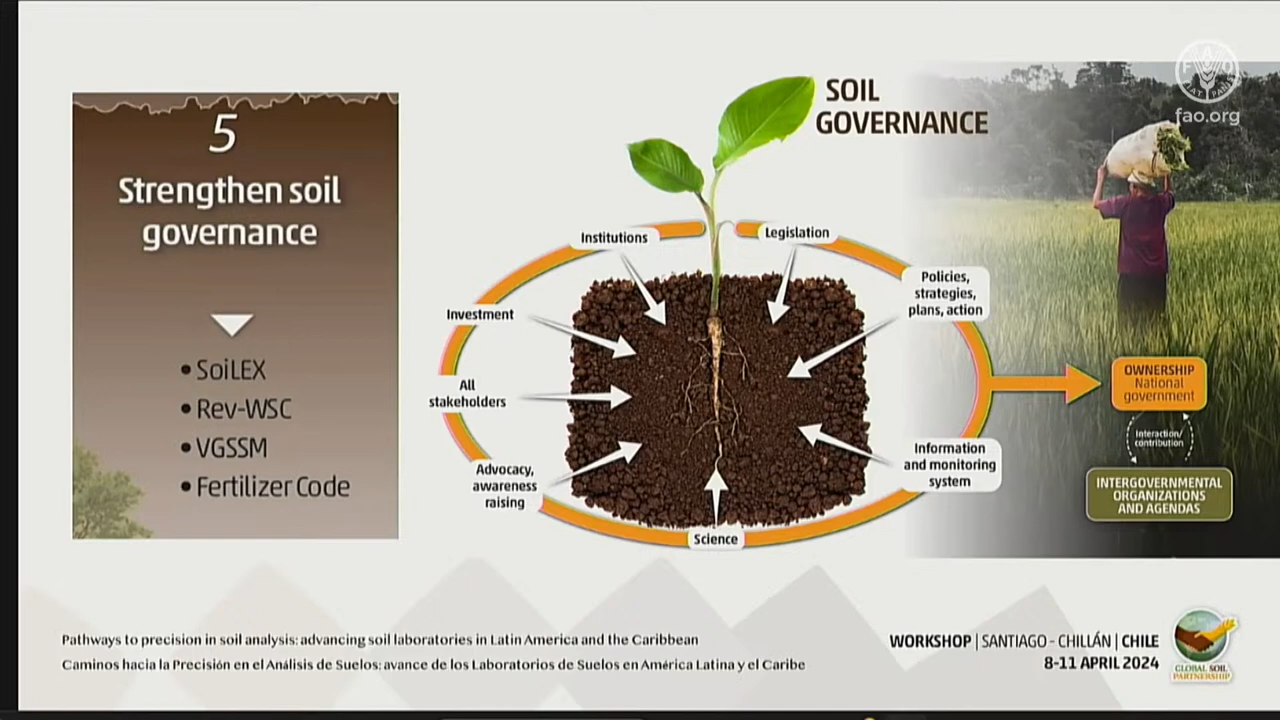 5
Strengthen soil
governance
• SoiLEX
• Rev-WSC
• VGSSM
• Fertilizer Code
SOIL
GOVERNANCE
Institutions
Legislation
Investment
Policies,
strategies,
plans, action
All
stakeholders
Advocacy,
awareness
raising
Information
and monitoring
system
Science
OWNERSHIP
National
government
Interaction/
contribution
INTERGOVERNMENTAL
ORGANIZATIONS
AND AGENDAS
F A O
FIAT PANIS
fao.org
Pathways to precision in soil analysis: advancing soil laboratories in Latin America and the Caribbean
Caminos hacia la Precisión en el Análisis de Suelos: avance de los Laboratorios de Suelos en América Latina y el Caribe
WORKSHOP | SANTIAGO - CHILLÁN | CHILE
8-11 APRIL 2024
GLOBAL SOIL
PARTNERSHIP